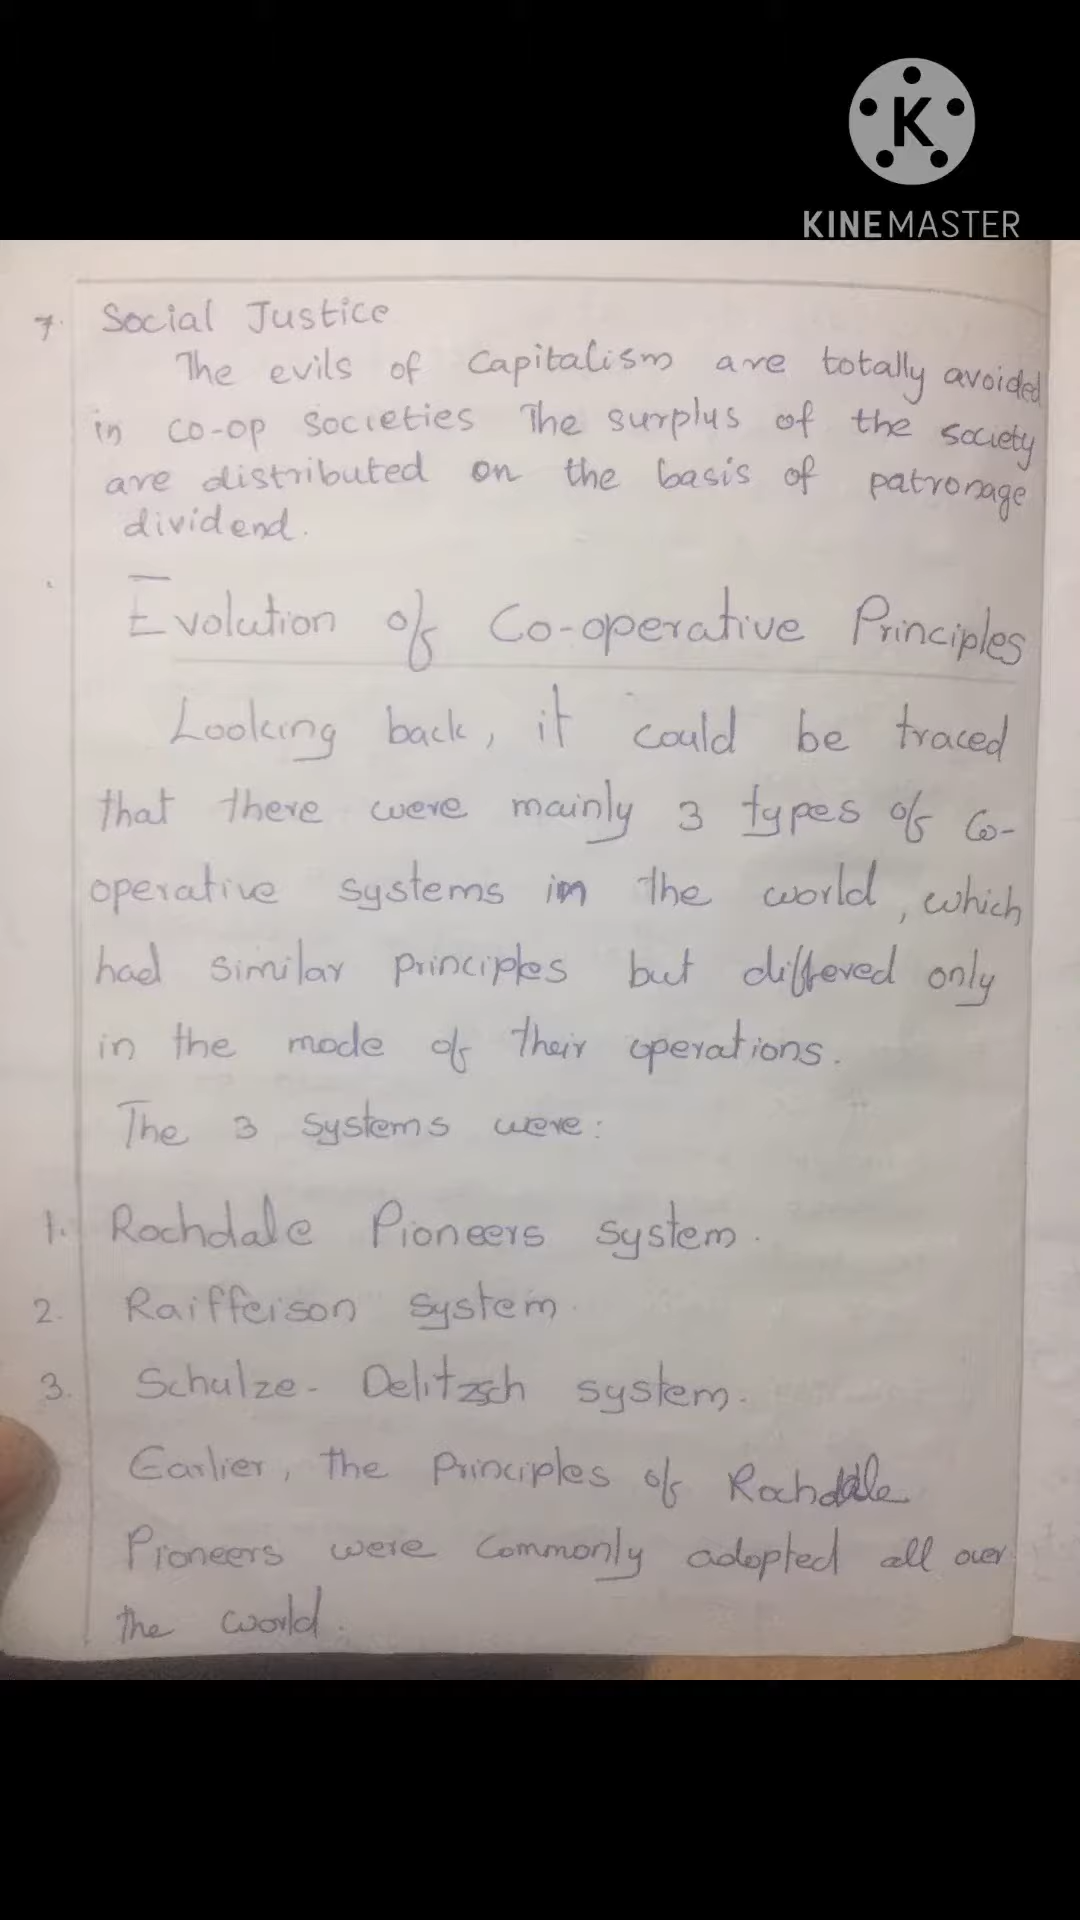 K
KINEMASTER
7. Social Justice
The evils of Capitalism are totally avoided
in co-op societies The surplus of the society
are distributed on the basis of patronage
dividend.
Evolution of Co-operative Principles
Looking back, it could be traced
that there were mainly 3 types of Co-
operative systems in the world, which
had similar principles but differed only
in the mode of their operations.
The 3 systems were:
1. Rochdale Pioneers system.
2. Raiffeison system.
3. Schulze-Delitzsch system.
Earlier, the Principles of Rochdale
Pioneers were commonly adopted all over
the world.